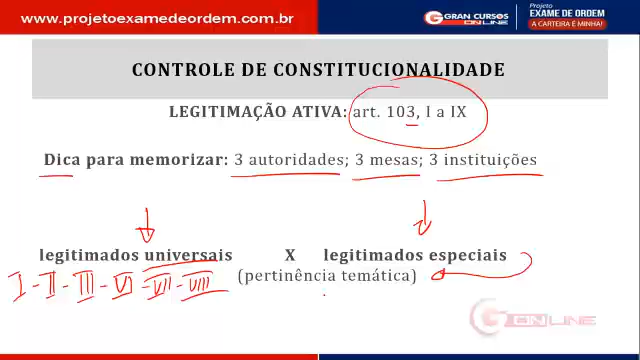 www.projetoexamedeordem.com.br
GRAN CURSOS
ONLINE
Projeto
EXAME DE ORDEM
A CARTEIRA É MINHA!
CONTROLE DE CONSTITUCIONALIDADE
LEGITIMAÇÃO ATIVA: art. 103, I a IX
Dica para memorizar: 3 autoridades; 3 mesas; 3 instituições
legitimados universais X legitimados especiais
(pertinência temática)
I - II - III - VI - VII - VIII
G ONLINE